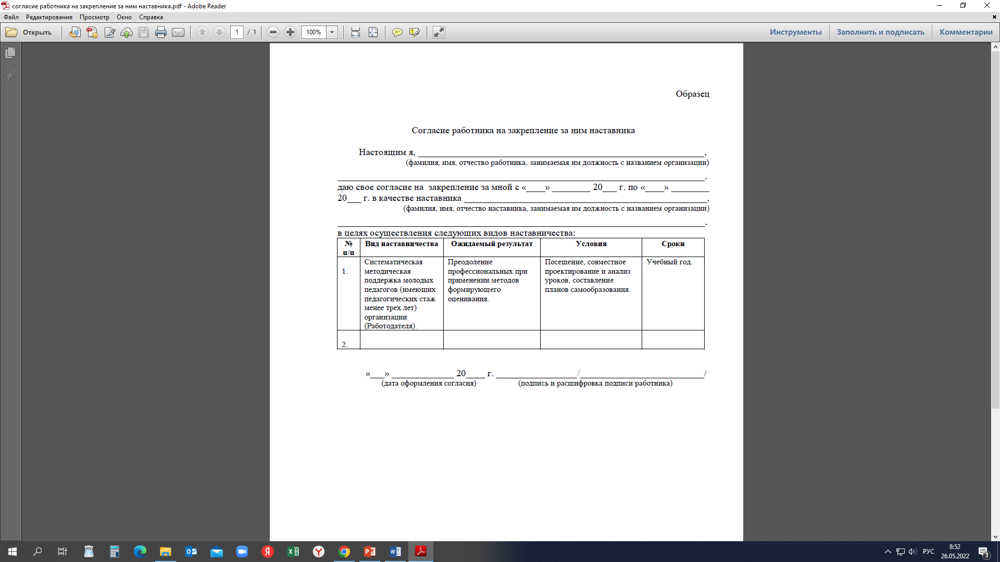 согласие работника на закрепление за ним наставника.pdf - Adobe Reader
Файл Редактирование Просмотр Окно Справка
Открыть 1 / 1 100% Инструменты Заполнить и подписать Комментарии
Образец
Согласие работника на закрепление за ним наставника
Настоящим я, ____________________________________________________________,
(фамилия, имя, отчество работника, занимаемая им должность с названием организации)
_____________________________________________________________________________,
даю свое согласие на закрепление за мной с «____» ________ 20___ г. по «____» ________
20___ г. в качестве наставника ___________________________________________________,
(фамилия, имя, отчество наставника, занимаемая им должность с названием организации)
_____________________________________________________________________________,
в целях осуществления следующих видов наставничества:
№ п/п Вид наставничества Ожидаемый результат Условия Сроки
1.
Систематическая
методическая
поддержка молодых
педагогов (имеющих
педагогических стаж
менее трех лет)
организации
(Работодателя).
Преодоление
профессиональных при
применении методов
формирующего
оценивания.
Посещение, совместное
проектирование и анализ
уроков, составление
планов самообразования.
Учебный год.
2.
«___» _____________ 20____ г. _________________/__________________________/
(дата оформления согласия) (подпись и расшифровка подписи работника)
РУС
8:52
26.05.2022
3